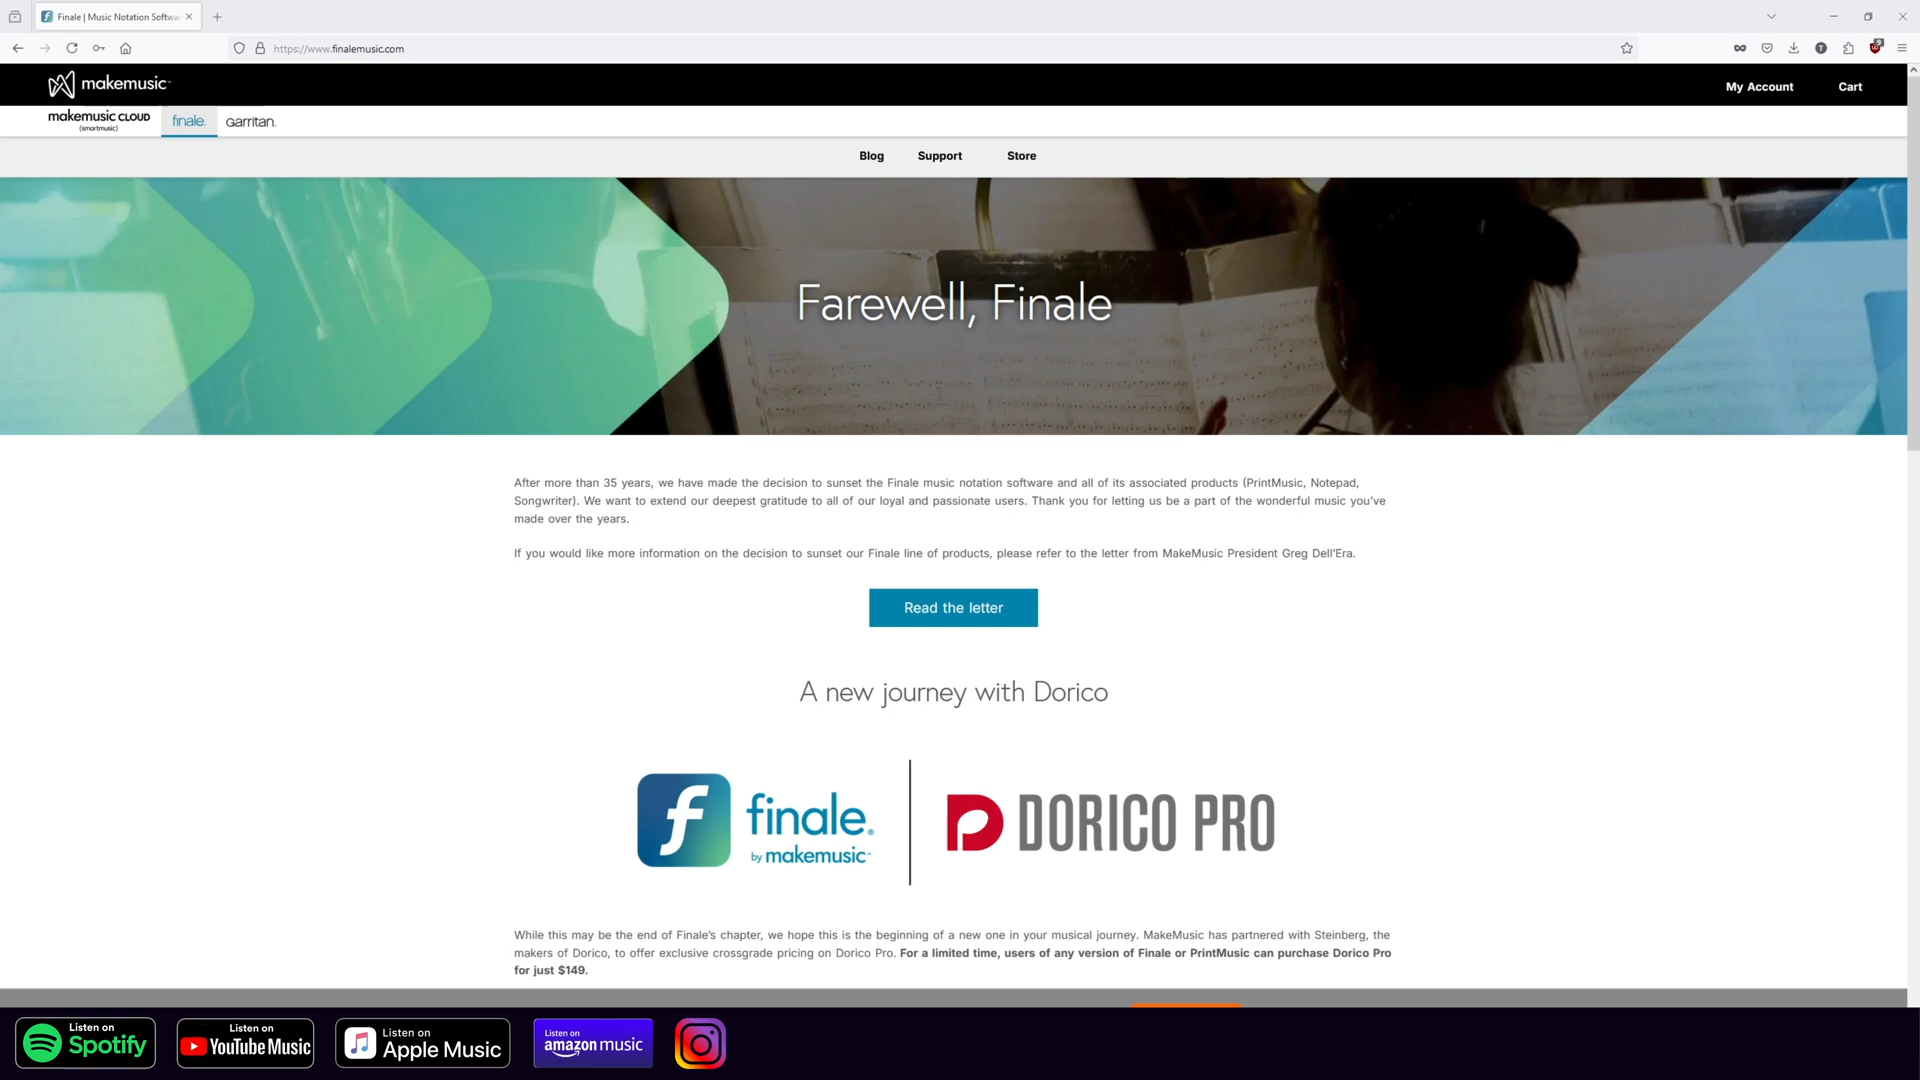 Finale | Music Notation Softwa
https://www.finalemusic.com
9
makemusic™
My Account
Cart
makemusic CLOUD
(smartmusic)
finale.
Garritan.
Blog
Support
Store
Farewell, Finale
After more than 35 years, we have made the decision to sunset the Finale music notation software and all of its associated products (PrintMusic, Notepad,
Songwriter). We want to extend our deepest gratitude to all of our loyal and passionate users. Thank you for letting us be a part of the wonderful music you’ve
made over the years.
If you would like more information on the decision to sunset our Finale line of products, please refer to the letter from MakeMusic President Greg Dell’Era.
Read the letter
A new journey with Dorico
f
finale®
by makemusic™
DORICO PRO
While this may be the end of Finale’s chapter, we hope this is the beginning of a new one in your musical journey. MakeMusic has partnered with Steinberg, the
makers of Dorico, to offer exclusive crossgrade pricing on Dorico Pro. For a limited time, users of any version of Finale or PrintMusic can purchase Dorico Pro
for just $149.
Listen on
Spotify
Listen on
YouTube Music
Listen on
Apple Music
Listen on
amazon music